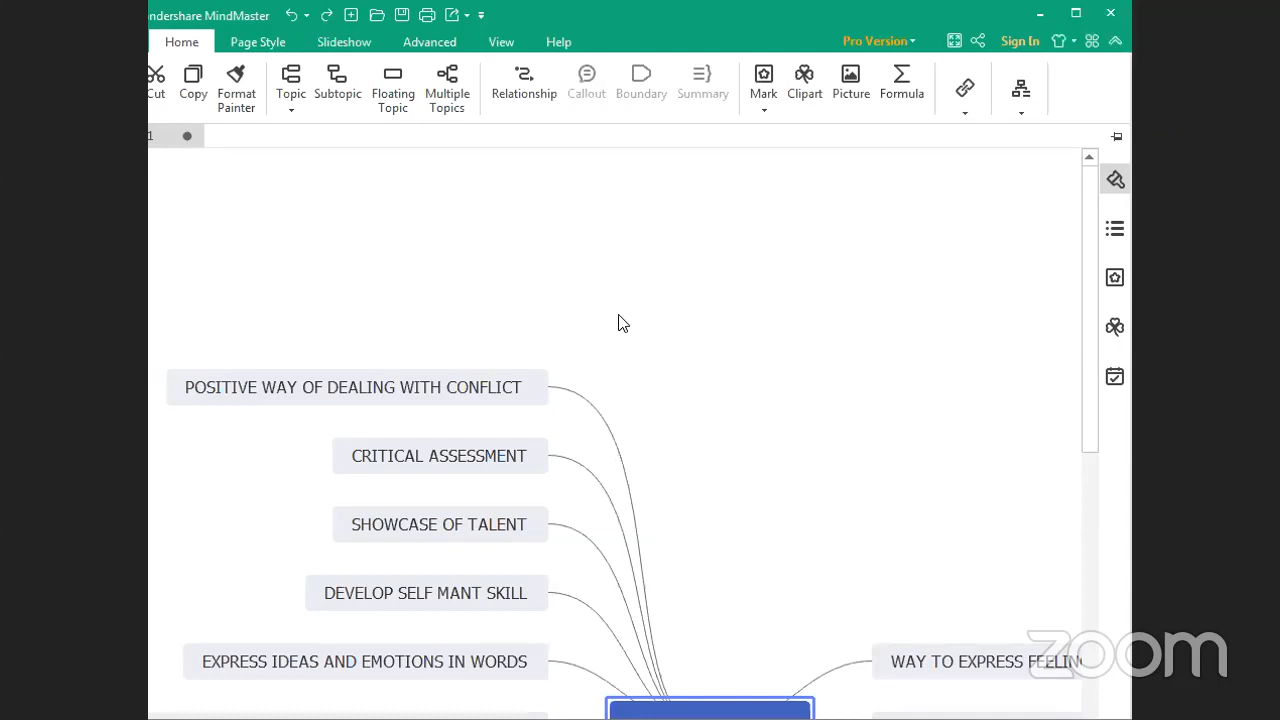 ondershare MindMaster
Home Page Style Slideshow Advanced View Help
Pro Version Sign In
Cut Copy Format Painter Topic Subtopic Floating Topic Multiple Topics Relationship Callout Boundary Summary Mark Clipart Picture Formula
1
POSITIVE WAY OF DEALING WITH CONFLICT
CRITICAL ASSESSMENT
SHOWCASE OF TALENT
DEVELOP SELF MANT SKILL
EXPRESS IDEAS AND EMOTIONS IN WORDS
WAY TO EXPRESS FEELIN
zoom